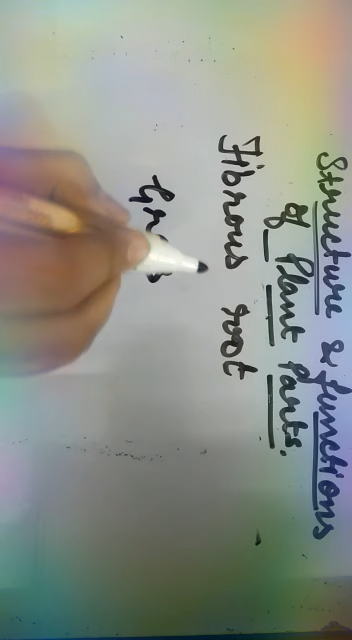 Structure & functions
of Plant Parts.
Fibrous root